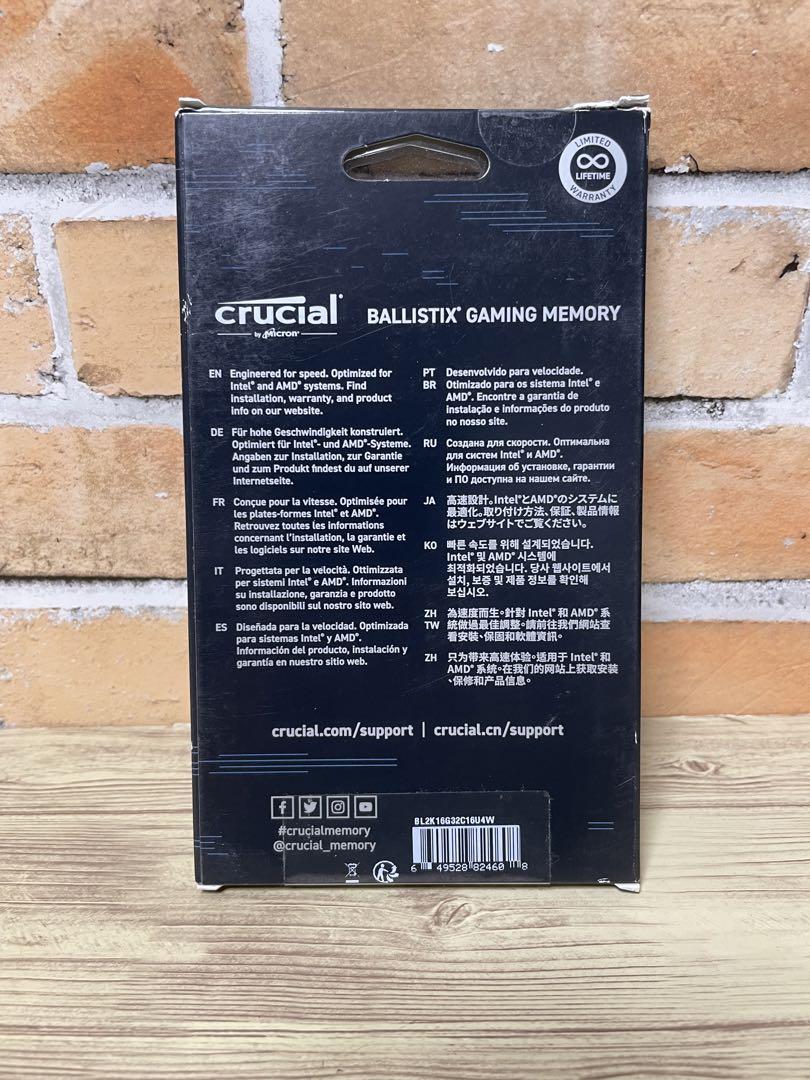 LIMITED
LIFETIME
WARRANTY
crucial®
by Micron®
BALLISTIX® GAMING MEMORY
EN Engineered for speed. Optimized for
Intel® and AMD® systems. Find
installation, warranty, and product
info on our website.
DE Für hohe Geschwindigkeit konstruiert.
Optimiert für Intel®- und AMD®-Systeme.
Angaben zur Installation, zur Garantie
und zum Produkt findest du auf unserer
Internetseite.
FR Conçue pour la vitesse. Optimisée pour
les plates-formes Intel® et AMD®.
Retrouvez toutes les informations
concernant l'installation, la garantie et
les logiciels sur notre site Web.
IT Progettata per la velocità. Ottimizzata
per sistemi Intel® e AMD®. Informazioni
su installazione, garanzia e prodotto
sono disponibili sul nostro sito web.
ES Diseñada para la velocidad. Optimizada
para sistemas Intel® y AMD®.
Información del producto, instalación y
garantía en nuestro sitio web.
PT Desenvolvido para velocidade.
BR Otimizado para os sistema Intel® e
AMD®. Encontre a garantia de
instalação e informações do produto
no nosso site.
RU Создана для скорости. Оптимальна
для систем Intel® и AMD®.
Информация об установке, гарантии
и ПО доступна на нашем сайте.
JA 高速設計。Intel®とAMD®のシステムに
最適化。取り付け方法、保証、製品情報
はウェブサイトでご覧ください。
KO 빠른 속도를 위해 설계되었습니다.
Intel® 및 AMD® 시스템에
최적화되었습니다. 당사 웹사이트에서
설치, 보증 및 제품 정보를 확인해
보십시오.
ZH 為速度而生。針對 Intel® 和 AMD® 系
TW 統做過最佳調整。請前往我們網站查
看安裝、保固和軟體資訊。
ZH 只为带来高速体验。适用于 Intel® 和
AMD® 系统。在我们的网站上获取安装
、保修和产品信息。
crucial.com/support | crucial.cn/support
#crucialmemory
@crucial_memory
BL2K16G32C16U4W
6 49528 82460 8